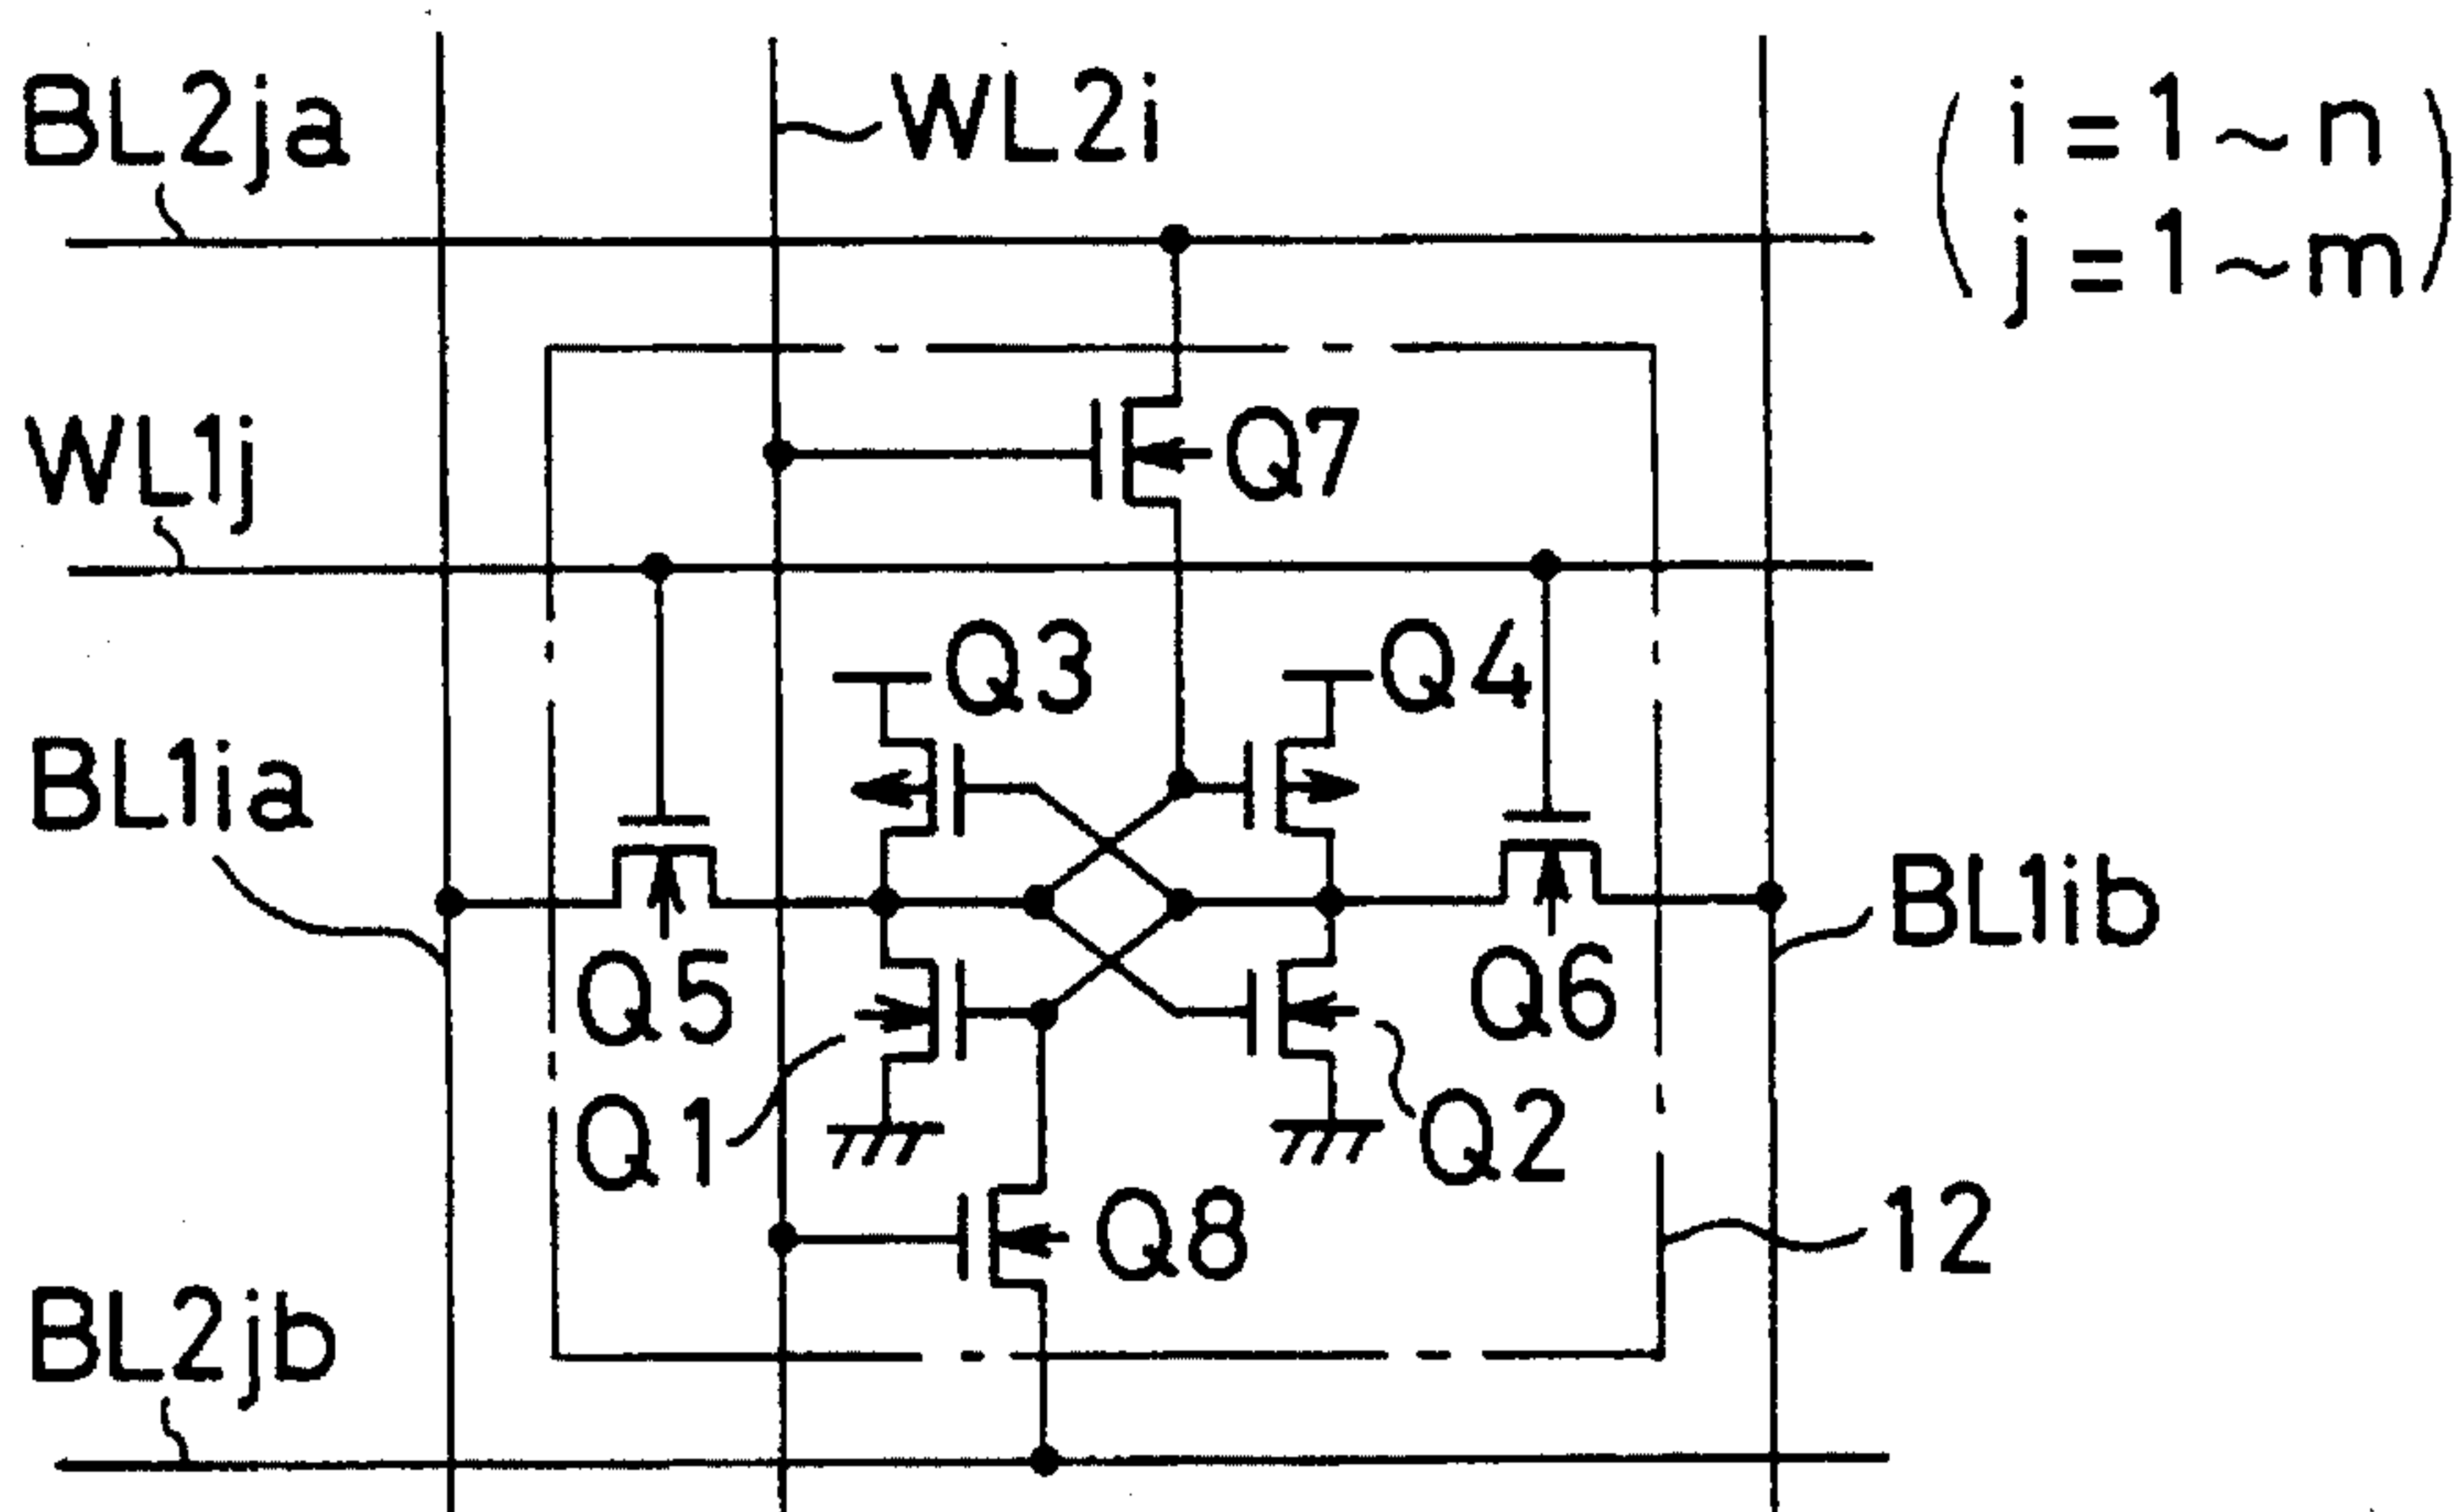 BL2ja
WL2i
( i = 1 ~ n
j = 1 ~ m )
WL1j
Q7
Q3
Q4
BL1ia
BL1ib
Q5
Q6
Q1
Q2
Q8
12
BL2jb